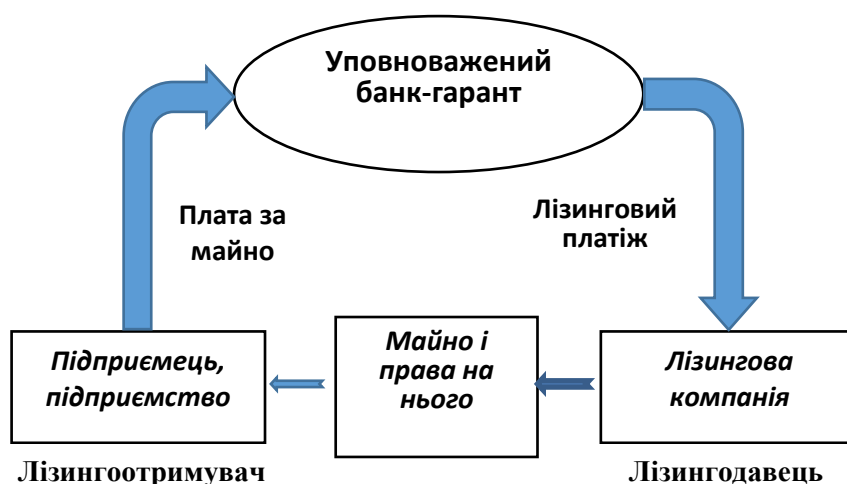 Уповноважений
банк-гарант
Плата за
майно
Лізинговий
платіж
Підприємець,
підприємство
Майно і
права на
нього
Лізингова
компанія
Лізингоотримувач
Лізингодавець